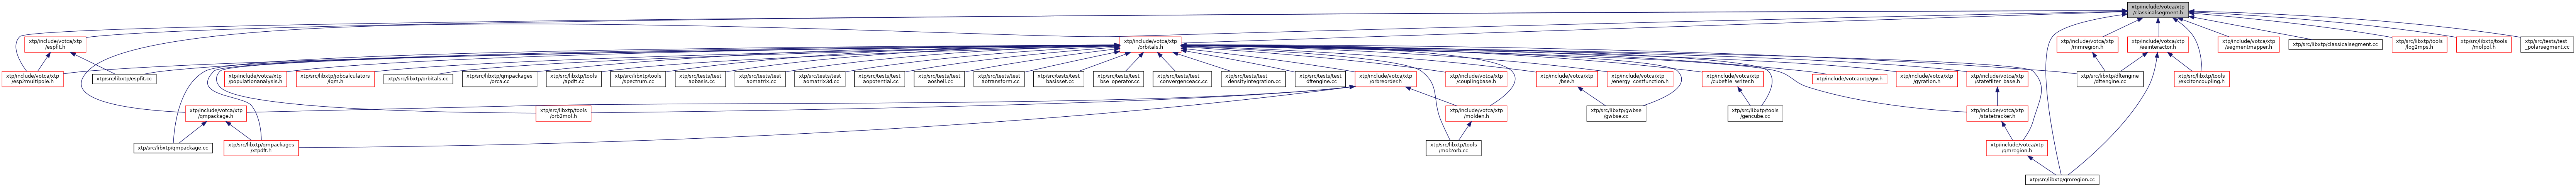 xtp/include/votca/xtp
/classicalsegment.h
xtp/include/votca/xtp
/espfit.h
xtp/include/votca/xtp
/orbitals.h
xtp/include/votca/xtp
/mmregion.h
xtp/include/votca/xtp
/eeinteractor.h
xtp/include/votca/xtp
/segmentmapper.h
xtp/src/libxtp/classicalsegment.cc
xtp/src/libxtp/tools
/log2mps.h
xtp/src/libxtp/tools
/molpol.h
xtp/src/tests/test
_polarsegment.cc
xtp/include/votca/xtp
/esp2multipole.h
xtp/src/libxtp/espfit.cc
xtp/include/votca/xtp
/populationanalysis.h
xtp/src/libxtp/jobcalculators
/iqm.h
xtp/src/libxtp/orbitals.cc
xtp/src/libxtp/qmpackages
/orca.cc
xtp/src/libxtp/tools
/apdft.cc
xtp/src/libxtp/tools
/spectrum.cc
xtp/src/tests/test
_aobasis.cc
xtp/src/tests/test
_aomatrix.cc
xtp/src/tests/test
_aomatrix3d.cc
xtp/src/tests/test
_aopotential.cc
xtp/src/tests/test
_aoshell.cc
xtp/src/tests/test
_aotransform.cc
xtp/src/tests/test
_basisset.cc
xtp/src/tests/test
_bse_operator.cc
xtp/src/tests/test
_convergenceacc.cc
xtp/src/tests/test
_densityintegration.cc
xtp/src/tests/test
_dftengine.cc
xtp/include/votca/xtp
/orbreorder.h
xtp/include/votca/xtp
/couplingbase.h
xtp/include/votca/xtp
/bse.h
xtp/include/votca/xtp
/energy_costfunction.h
xtp/include/votca/xtp
/cubefile_writer.h
xtp/include/votca/xtp/gw.h
xtp/include/votca/xtp
/gyration.h
xtp/include/votca/xtp
/statefilter_base.h
xtp/src/libxtp/dftengine
/dftengine.cc
xtp/src/libxtp/tools
/excitoncoupling.h
xtp/include/votca/xtp
/qmpackage.h
xtp/src/libxtp/tools
/orb2mol.h
xtp/include/votca/xtp
/molden.h
xtp/src/libxtp/gwbse
/gwbse.cc
xtp/src/libxtp/tools
/gencube.cc
xtp/include/votca/xtp
/statetracker.h
xtp/src/libxtp/qmpackage.cc
xtp/src/libxtp/qmpackages
/xtpdft.h
xtp/src/libxtp/tools
/mol2orb.cc
xtp/include/votca/xtp
/qmregion.h
xtp/src/libxtp/qmregion.cc